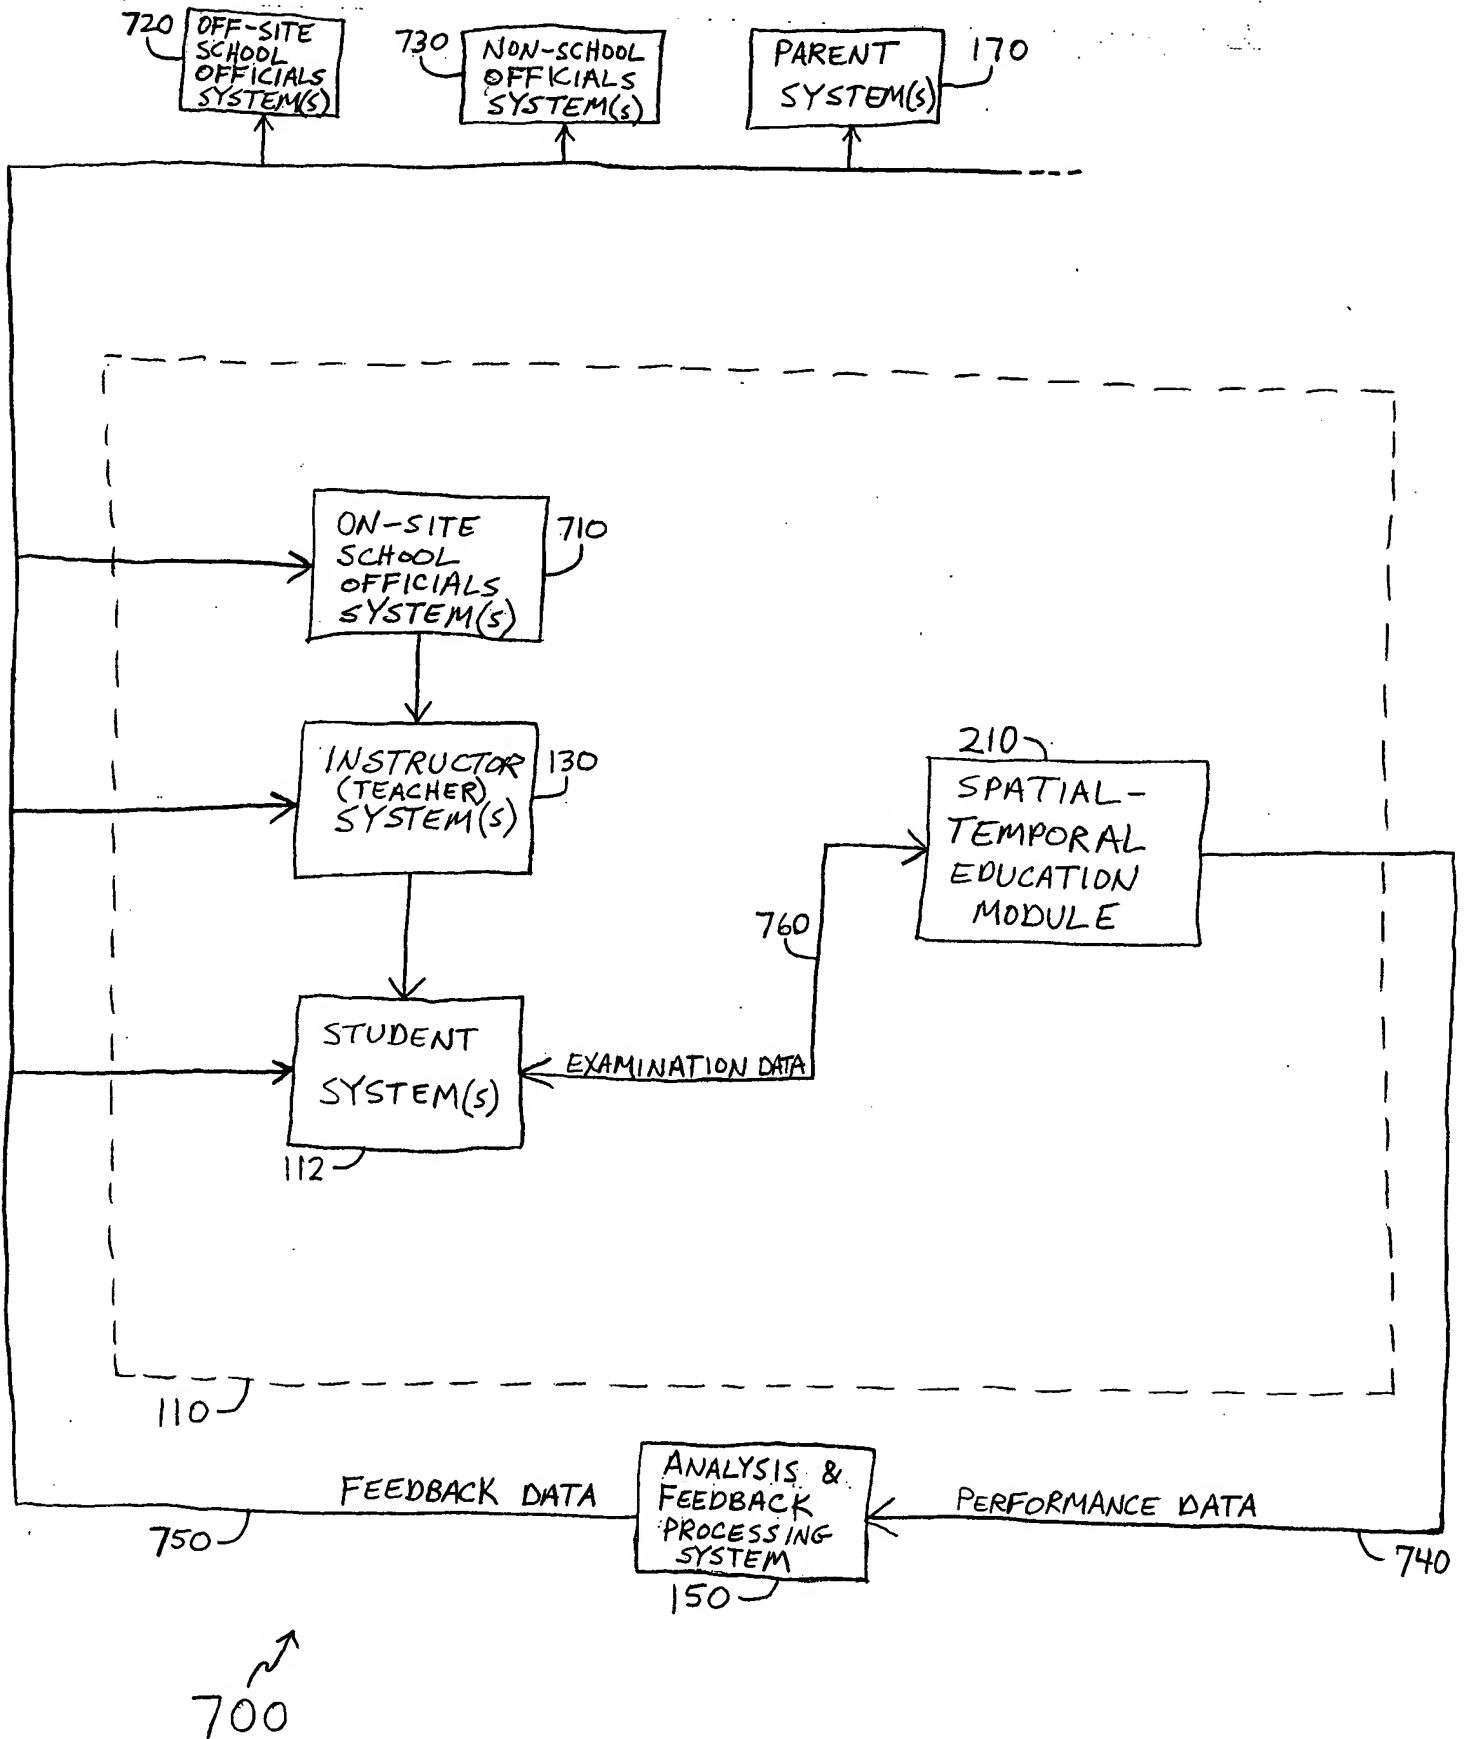 720
OFF-SITE
SCHOOL
OFFICIALS
SYSTEM(S)
730
NON-SCHOOL
OFFICIALS
SYSTEM(S)
PARENT
SYSTEM(S)
170
ON-SITE
SCHOOL
OFFICIALS
SYSTEM(S)
710
INSTRUCTOR
(TEACHER)
SYSTEM(S)
130
210
SPATIAL-
TEMPORAL
EDUCATION
MODULE
760
STUDENT
SYSTEM(S)
112
EXAMINATION DATA
110
FEEDBACK DATA
750
ANALYSIS &
FEEDBACK
PROCESSING
SYSTEM
150
PERFORMANCE DATA
740
700